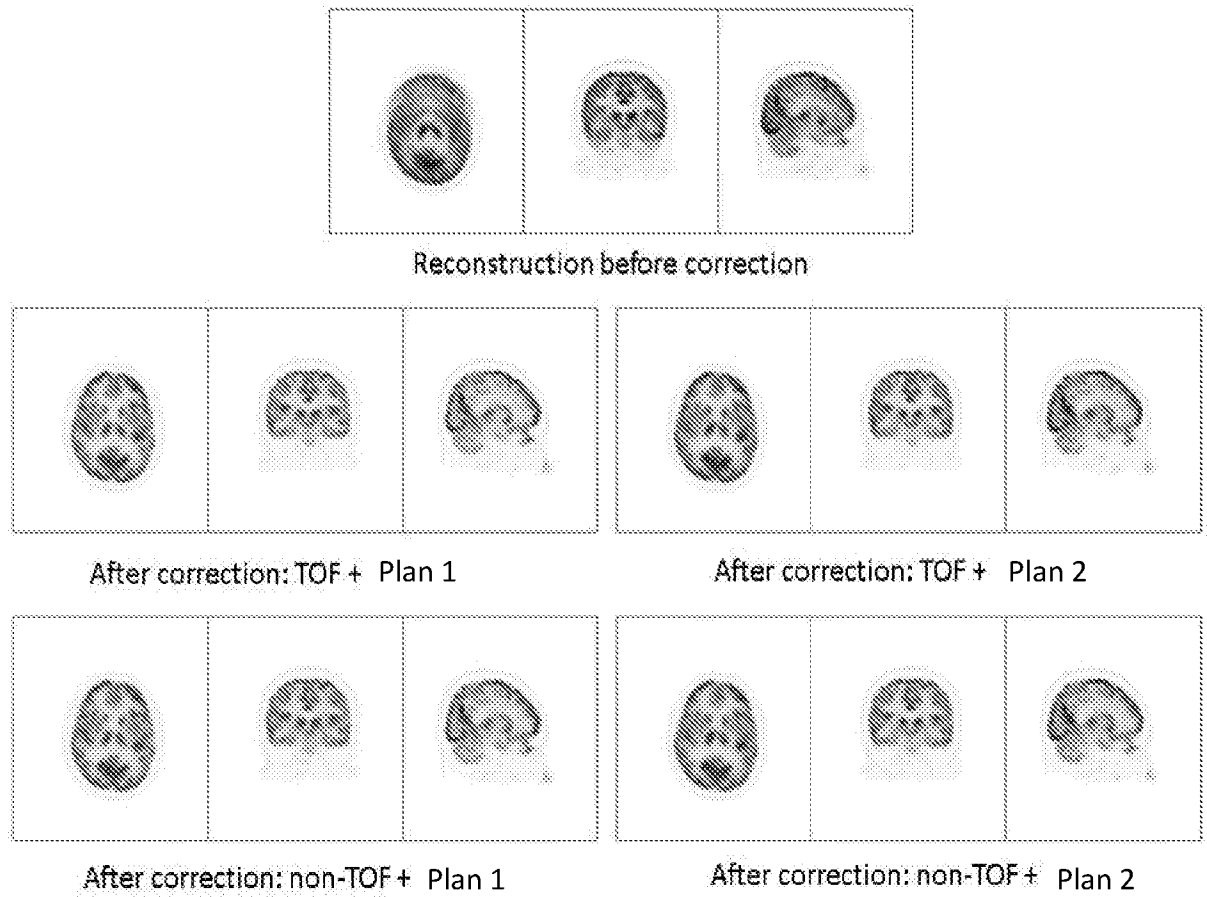 Reconstruction before correction
After correction: TOF + Plan 1
After correction: TOF + Plan 2
After correction: non-TOF + Plan 1
After correction: non-TOF + Plan 2